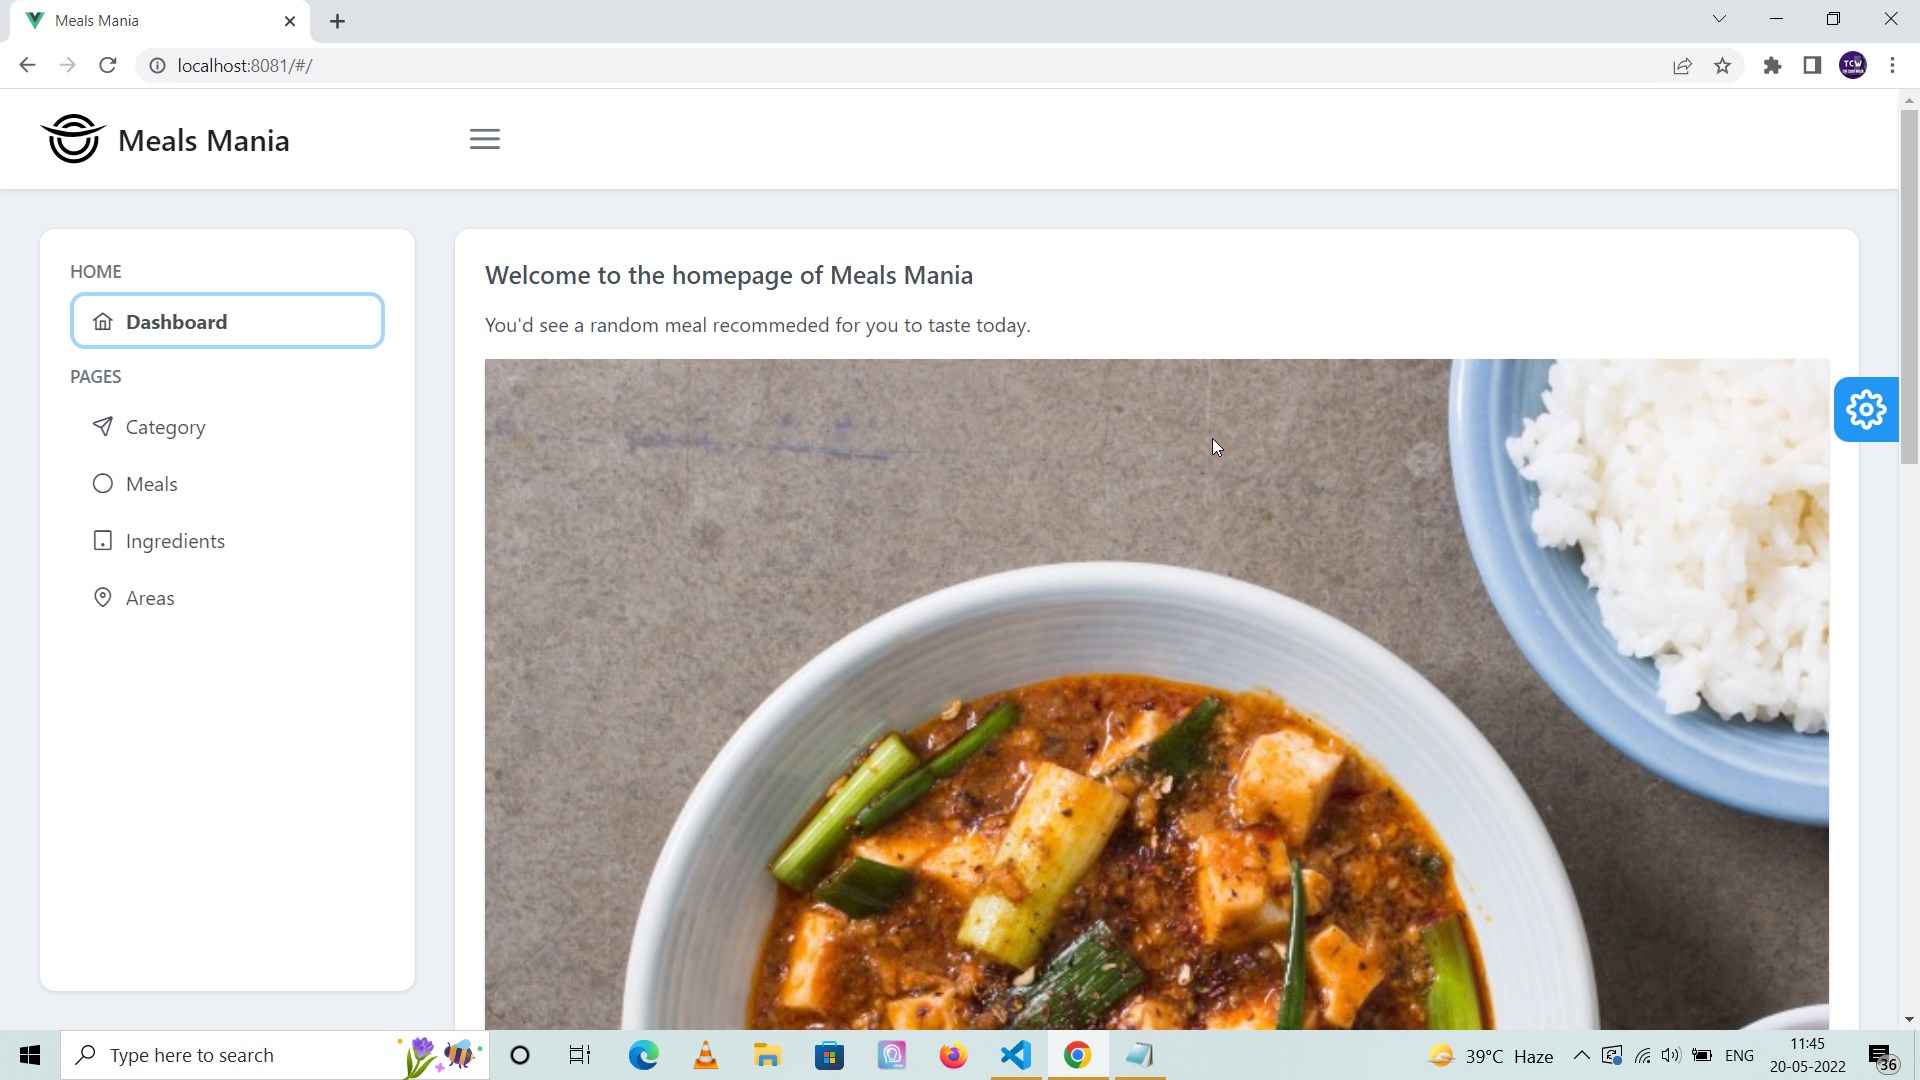 Meals Mania
localhost:8081/#/
TCW
Meals Mania
HOME
Dashboard
PAGES
Category
Meals
Ingredients
Areas
Welcome to the homepage of Meals Mania
You'd see a random meal recommeded for you to taste today.
Type here to search
39°C Haze
ENG
11:45
20-05-2022
36